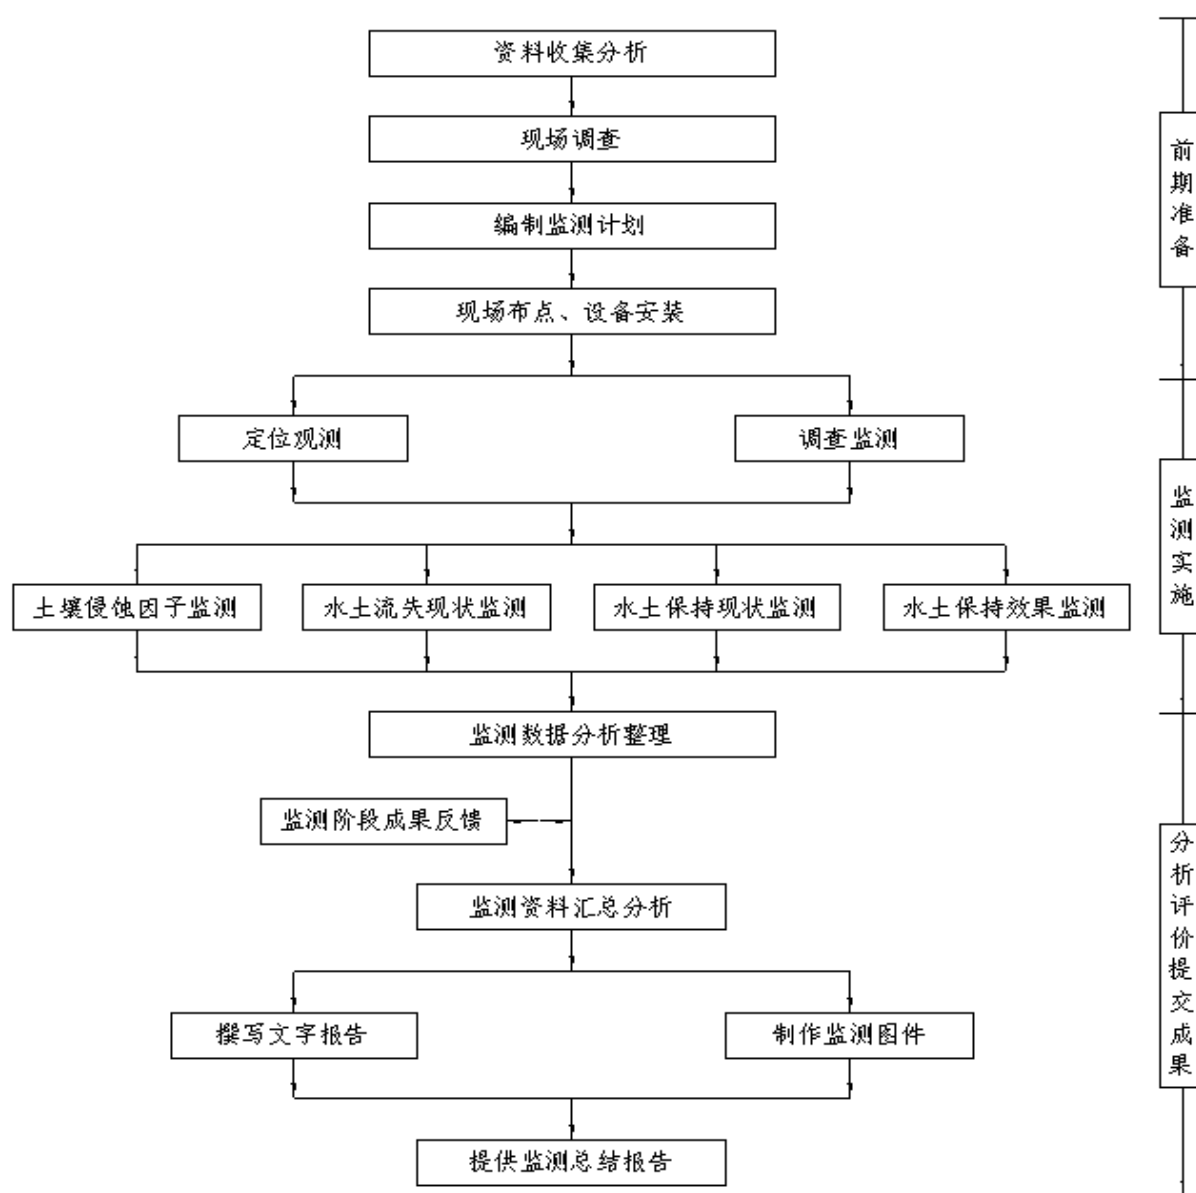 资料收集分析
现场调查
编制监测计划
现场布点、设备安装
定位观测
调查监测
土壤侵蚀因子监测
水土流失现状监测
水土保持现状监测
水土保持效果监测
监测数据分析整理
监测阶段成果反馈
监测资料汇总分析
撰写文字报告
制作监测图件
提供监测总结报告
前期准备
监测实施
分析评价提交成果